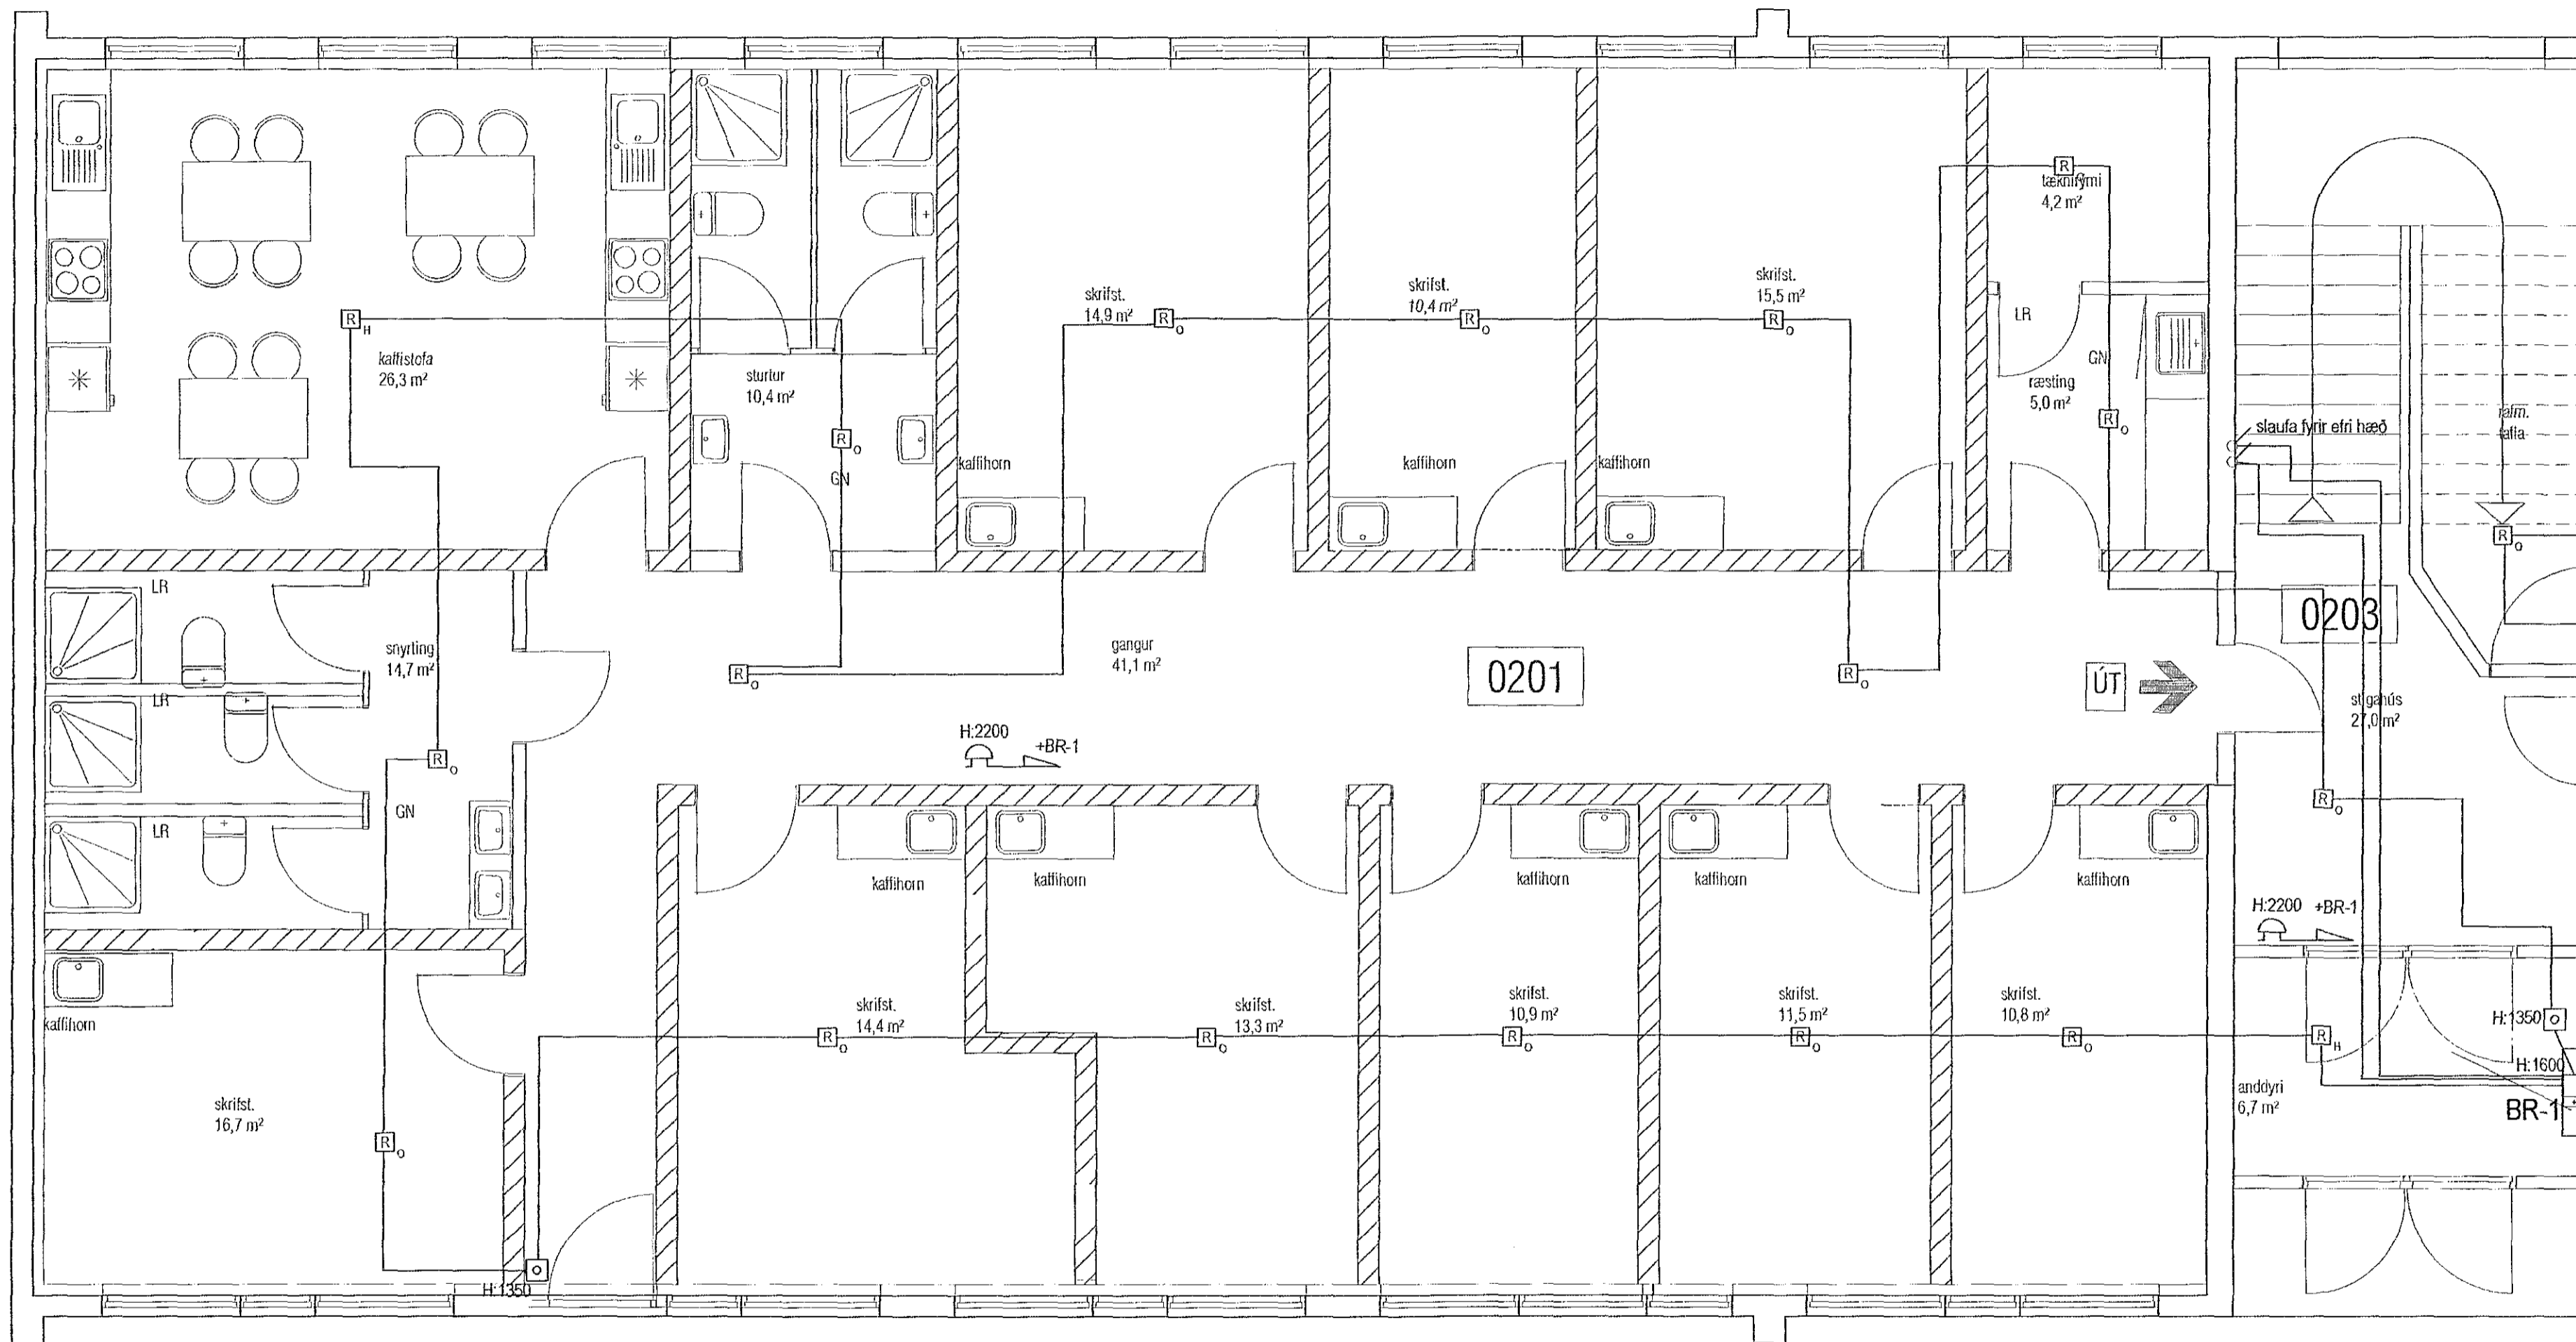 R
tæknirými
4,2 m²
skrifst.
15,5 m²
skrifst.
14,9 m²
skrifst.
10,4 m²
R H
R O
R O
R O
LR
GN
kaffistofa
26,3 m²
sturtur
10,4 m²
ræsting
5,0 m²
R O
R O
slaufa fyrir efri hæð
kaffihorn
kaffihorn
kaffihorn
GN
R O
LR
0203
snyrting
14,7 m²
gangur
41,1 m²
0201
ÚT
R O
R O
LR
stigahús
27,0 m²
H:2200
+BR-1
R O
R O
GN
LR
kaffihorn
kaffihorn
kaffihorn
kaffihorn
kaffihorn
H:2200 +BR-1
skrifst.
14,4 m²
skrifst.
13,3 m²
skrifst.
10,9 m²
skrifst.
11,5 m²
skrifst.
10,8 m²
H:1350
kaffihorn
R O
R O
R O
R O
R O
R H
H:1600
anddyri
6,7 m²
BR-1
skrifst.
16,7 m²
R O
H:1350